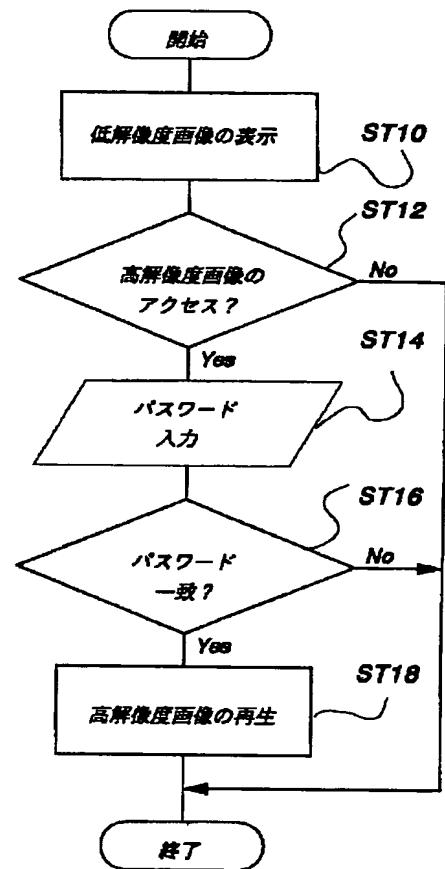 開始
低解像度画像の表示
ST10
ST12
高解像度画像の
アクセス？
No
Yes
ST14
パスワード
入力
ST16
パスワード
一致？
No
Yes
ST18
高解像度画像の再生
終了